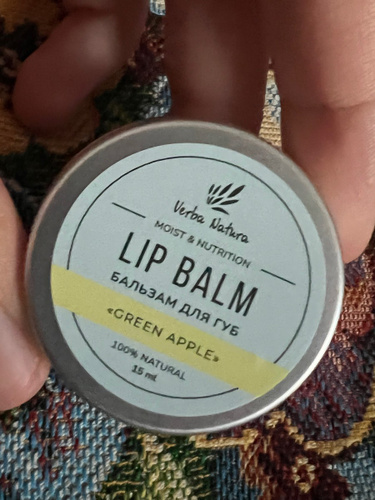 Verba Natura
MOIST & NUTRITION
LIP BALM
БАЛЬЗАМ ДЛЯ ГУБ
«GREEN APPLE»
100% NATURAL
15 ml